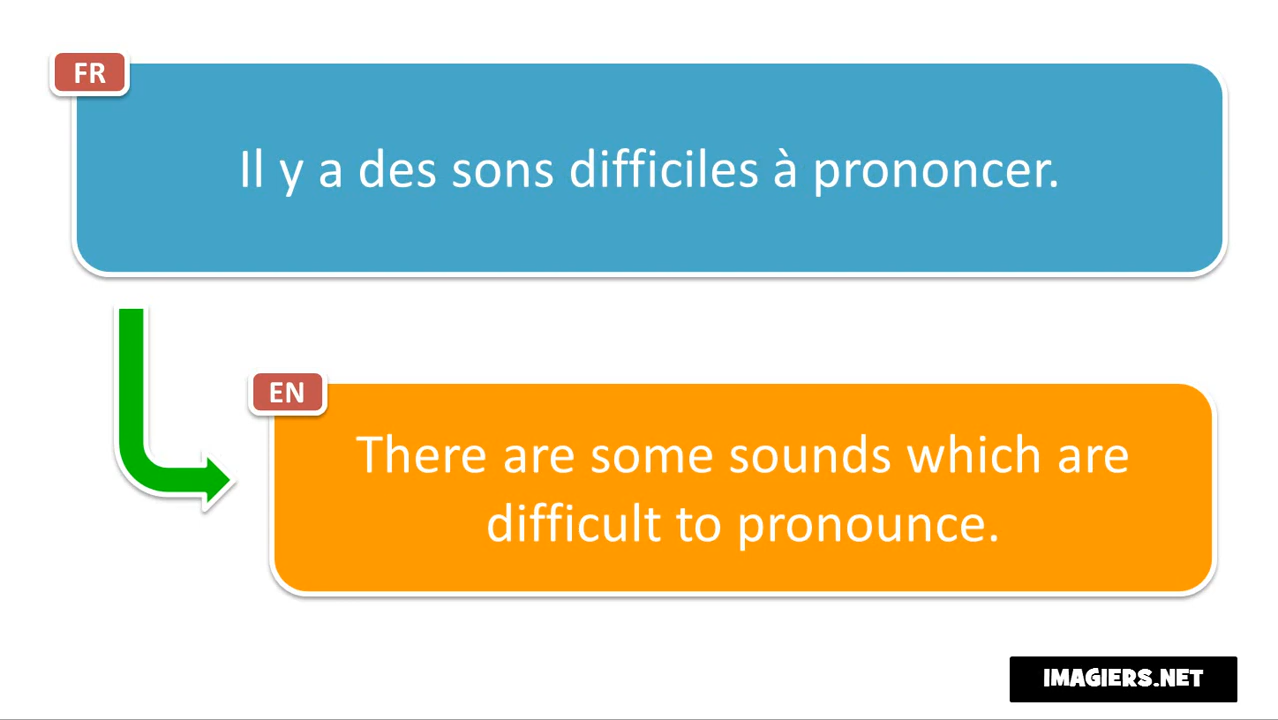 FR
Il y a des sons difficiles à prononcer.
EN
There are some sounds which are
difficult to pronounce.
IMAGIERS.NET